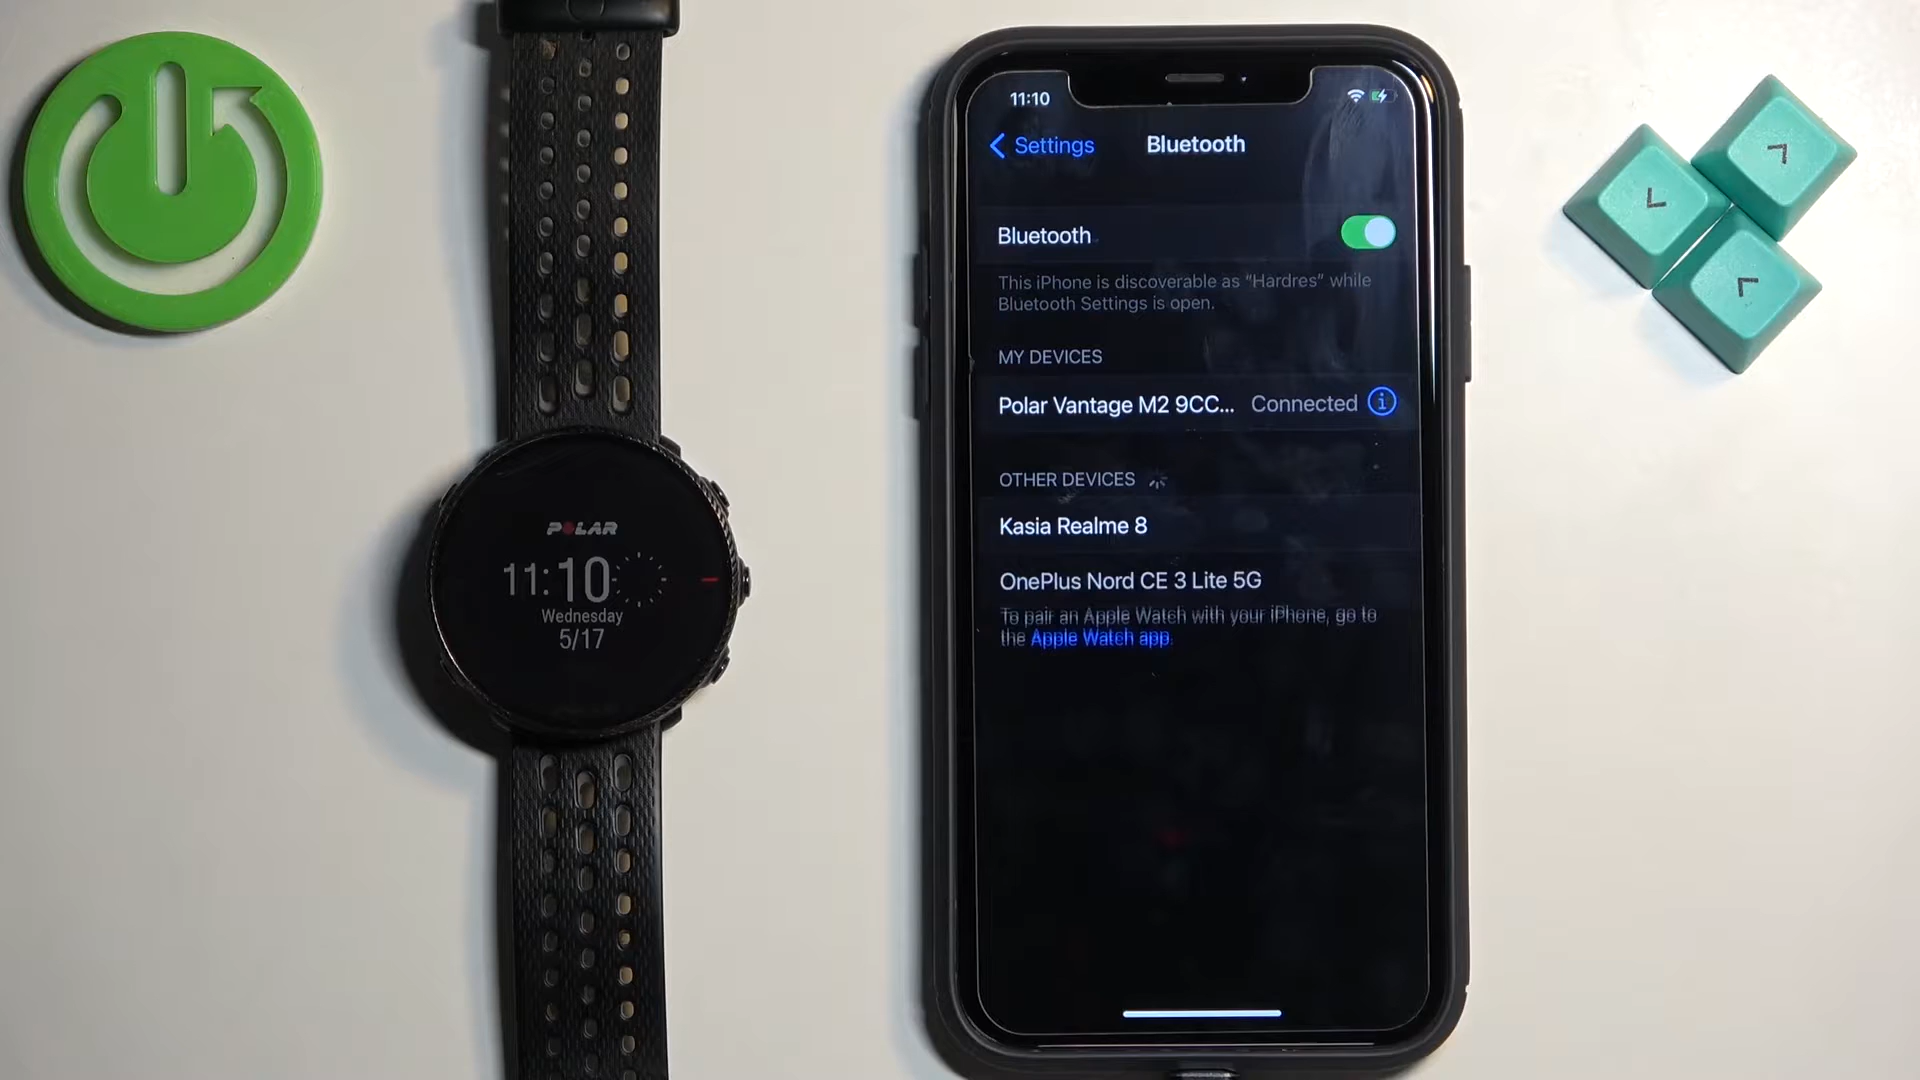 POLAR
11:10
Wednesday
5/17
11:10
Settings
Bluetooth
Bluetooth
This iPhone is discoverable as “Hardres” while
Bluetooth Settings is open.
MY DEVICES
Polar Vantage M2 9CC... Connected
OTHER DEVICES
Kasia Realme 8
OnePlus Nord CE 3 Lite 5G
To pair an Apple Watch with your iPhone, go to
the Apple Watch app.